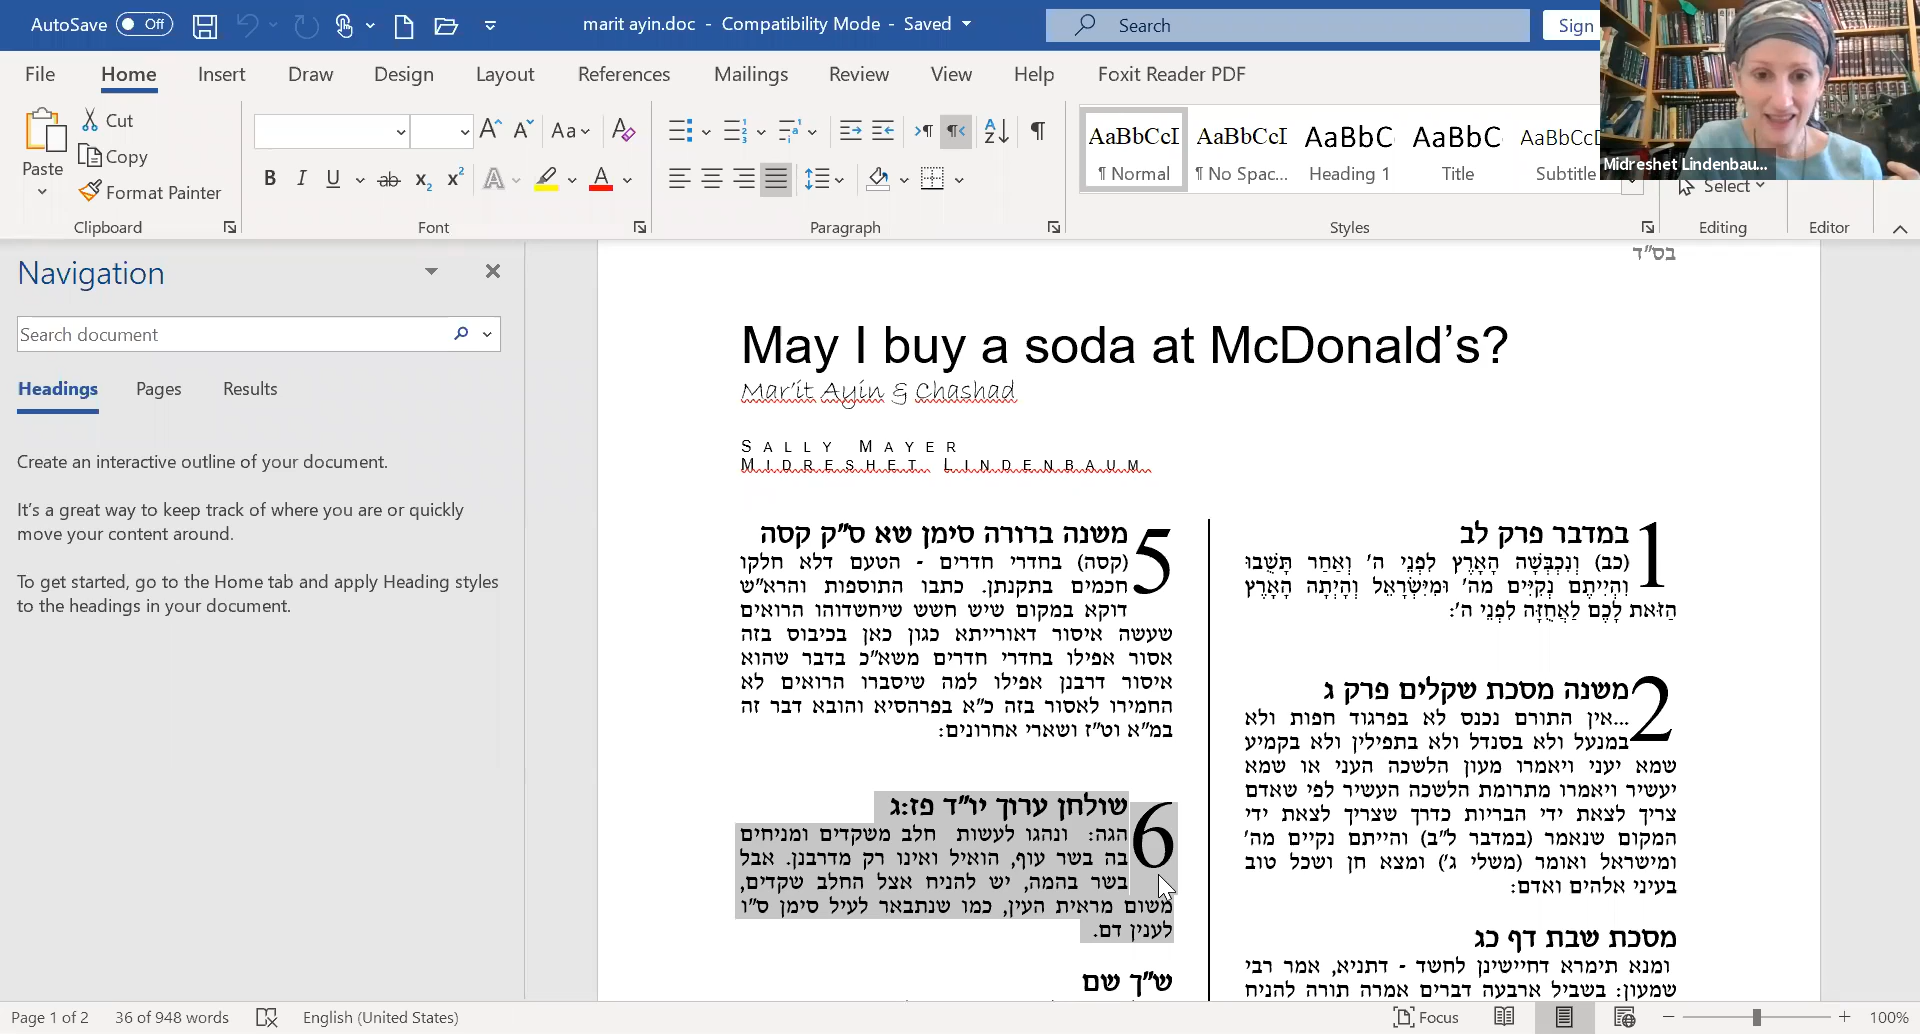 AutoSave Off
marit ayin.doc - Compatibility Mode - Saved
Search
Sign
File Home Insert Draw Design Layout References Mailings Review View Help Foxit Reader PDF
Paste
Cut
Copy
Format Painter
Clipboard
Aa
B I U ab x₂ x²
A A
Font
Paragraph
AaBbCcI AaBbCcI AaBbC AaBbC AaBbCcD
¶ Normal ¶ No Spac... Heading 1 Title Subtitle
Styles
Select
Editing
Editor
Midreshet Lindenbau...
Navigation
Search document
Headings Pages Results
Create an interactive outline of your document.
It's a great way to keep track of where you are or quickly
move your content around.
To get started, go to the Home tab and apply Heading styles
to the headings in your document.
בס"ד
May I buy a soda at McDonald's?
Mar'it Ayin & Chashad
SALLY MAYER
MIDRESHET LINDENBAUM
1 במדבר פרק לב
(כב) וְנִכְבְּשָׁה הָאָרֶץ לִפְנֵי ה' וְאַחַר תָּשֻׁבוּ
וִהְיִיתֶם נְקִיִּים מה' וּמִיִּשְׂרָאֵל וְהָיְתָה הָאָרֶץ
הַזֹּאת לָכֶם לַאֲחֻזָּה לִפְנֵי ה':
2 משנה מסכת שקלים פרק ג
...אין התורם נכנס לא בפרגוד חפות ולא
במנעל ולא בסנדל ולא בתפילין ולא בקמיע
שמא יעני ויאמרו מעון הלשכה העני או שמא
יעשיר ויאמרו מתרומת הלשכה העשיר לפי שאדם
צריך לצאת ידי הבריות כדרך שצריך לצאת ידי
המקום שנאמר (במדבר ל"ב) והייתם נקיים מה'
ומישראל ואומר (משלי ג') ומצא חן ושכל טוב
בעיני אלהים ואדם:
מסכת שבת דף כג
ומנא תימרא דחיישינן לחשד - דתניא, אמר רבי
שמעון: בשביל ארבעה דברים אמרה תורה להניח
5 משנה ברורה סימן שא ס"ק קסה
(קסה) בחדרי חדרים - הטעם דלא חלקו
חכמים בתקנתן. כתבו התוספות והרא"ש
דוקא במקום שיש חשש שיחשדוהו הרואים
שעשה איסור דאורייתא כגון כאן בכיבוס בזה
אסור אפילו בחדרי חדרים משא"כ בדבר שהוא
איסור דרבנן אפילו למה שיסברו הרואים לא
החמירו לאסור בזה כ"א בפרהסיא והובא דבר זה
במ"א וט"ז ושארי אחרונים:
6 שולחן ערוך יו"ד פז:ג
הגה: ונהגו לעשות חלב משקדים ומניחים
בה בשר עוף, הואיל ואינו רק מדרבנן. אבל
בשר בהמה, יש להניח אצל החלב שקדים,
משום מראית העין, כמו שנתבאר לעיל סימן ס"ו
לענין דם.
ש"ך שם
Page 1 of 2 36 of 948 words English (United States)
Focus 100%